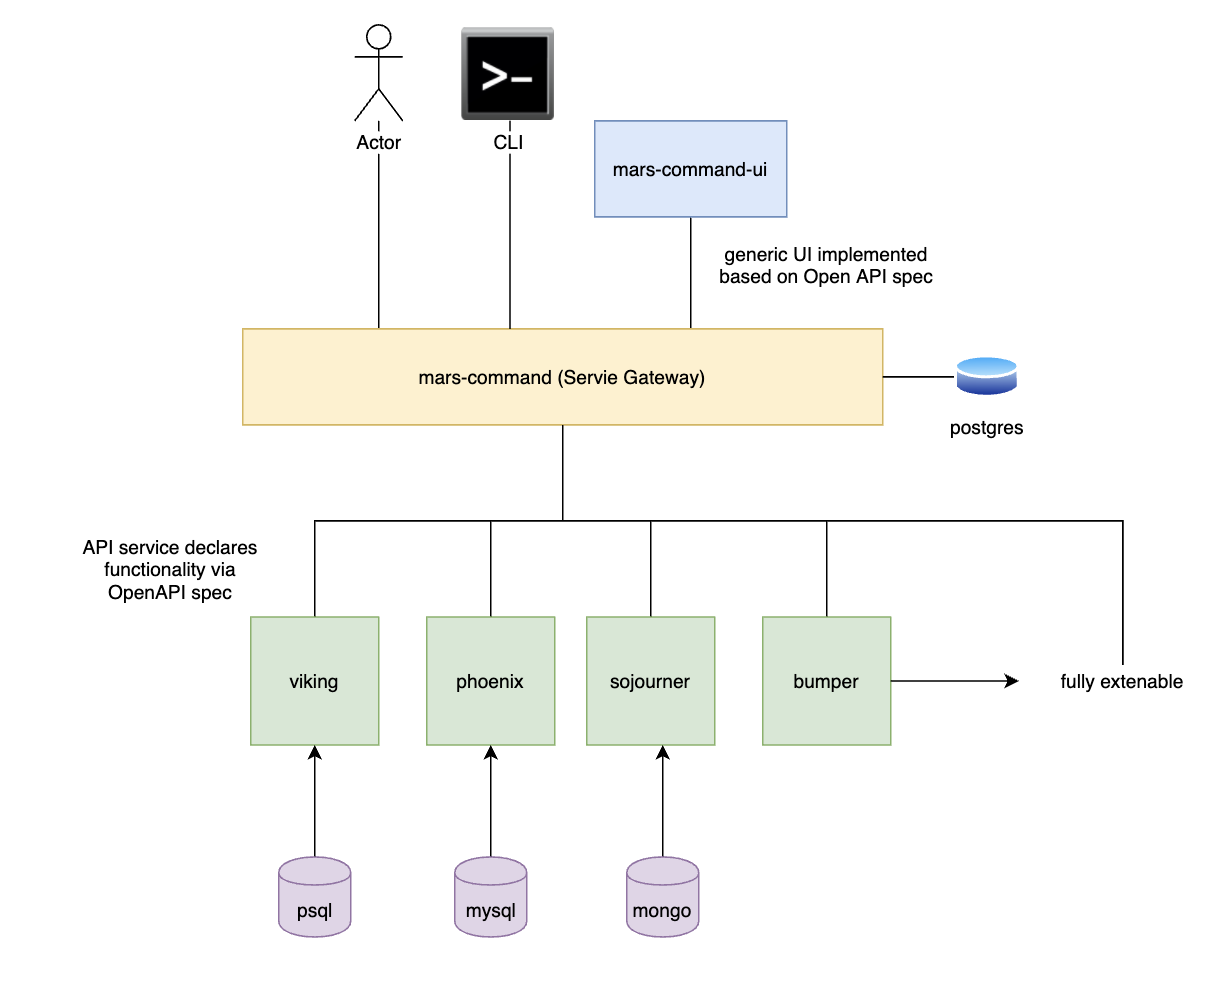 >–
Actor
CLI
mars-command-ui
generic UI implemented
based on Open API spec
mars-command (Servie Gateway)
postgres
API service declares
functionality via
OpenAPI spec
viking
phoenix
sojourner
bumper
fully extenable
psql
mysql
mongo